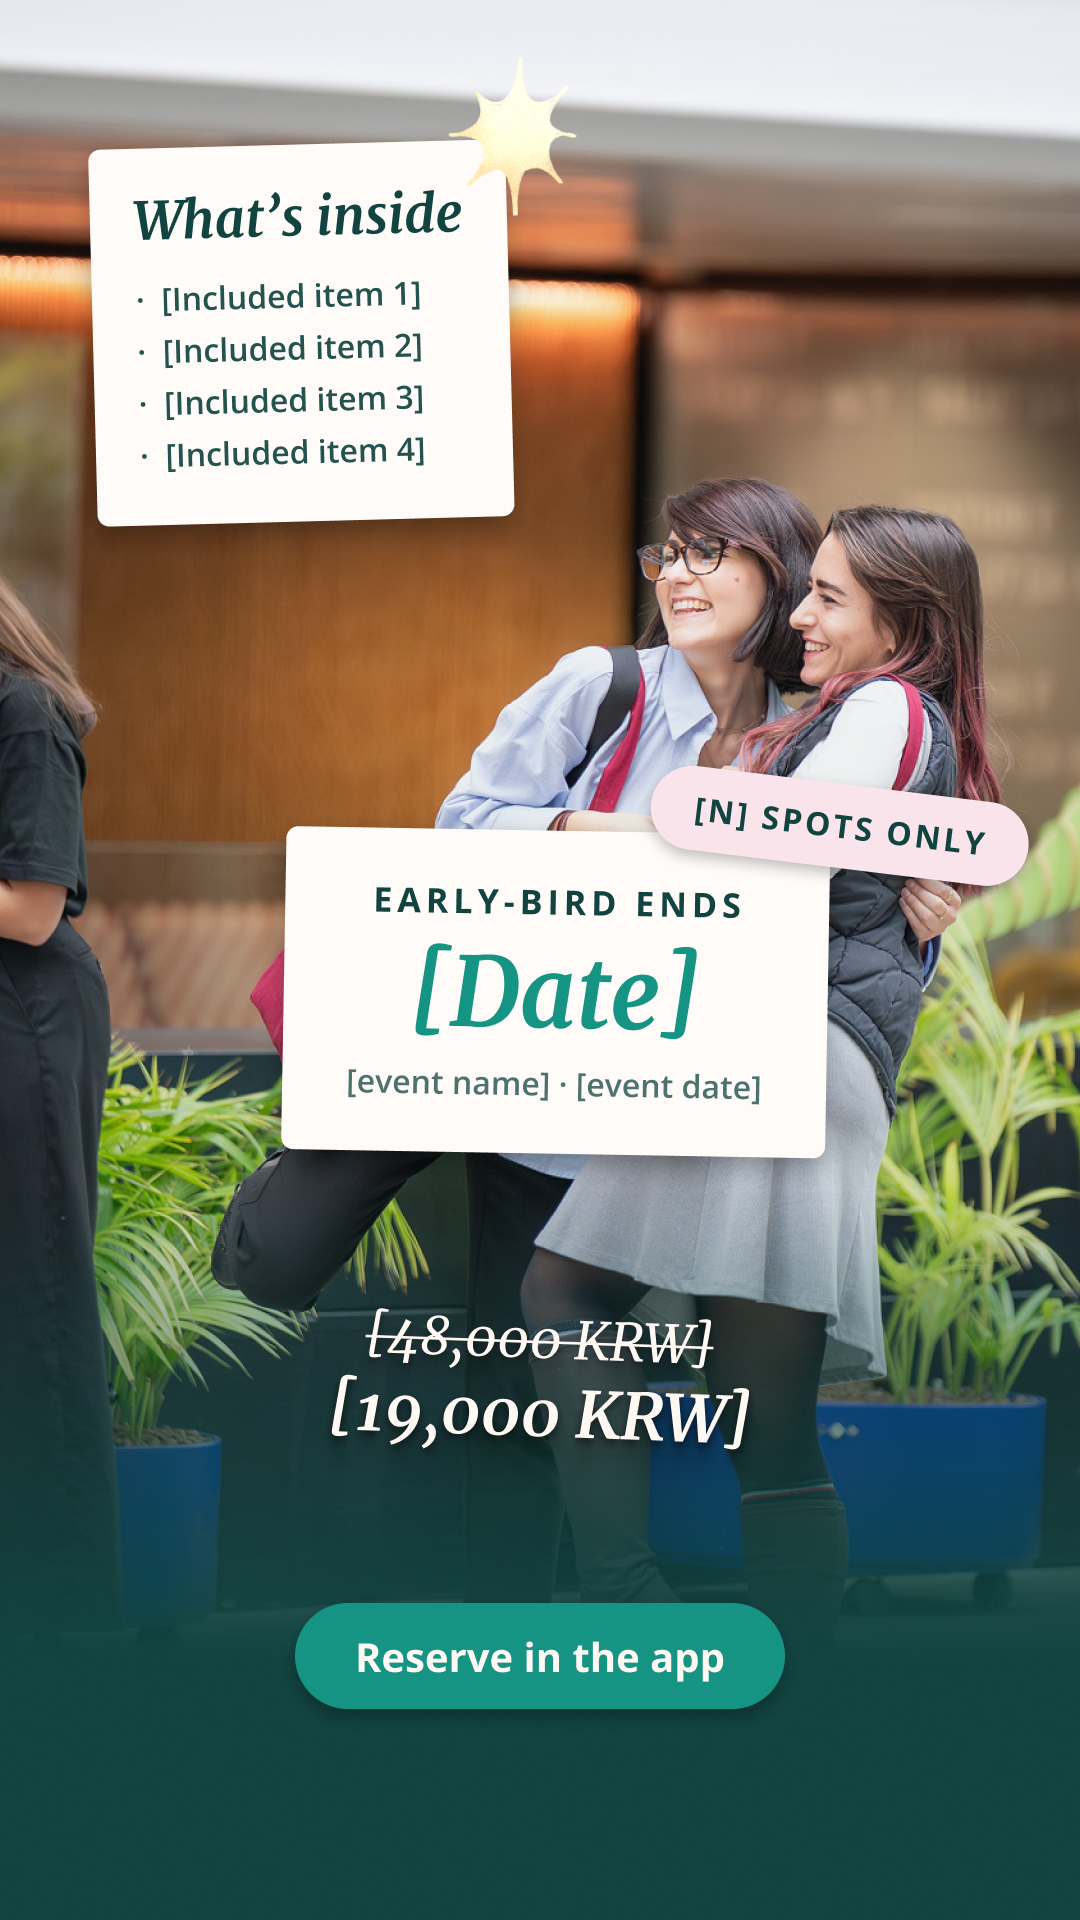 What’s inside
· [Included item 1]
· [Included item 2]
· [Included item 3]
· [Included item 4]
[N] SPOTS ONLY
EARLY-BIRD ENDS
[Date]
[event name] · [event date]
[48,000 KRW]
[19,000 KRW]
Reserve in the app